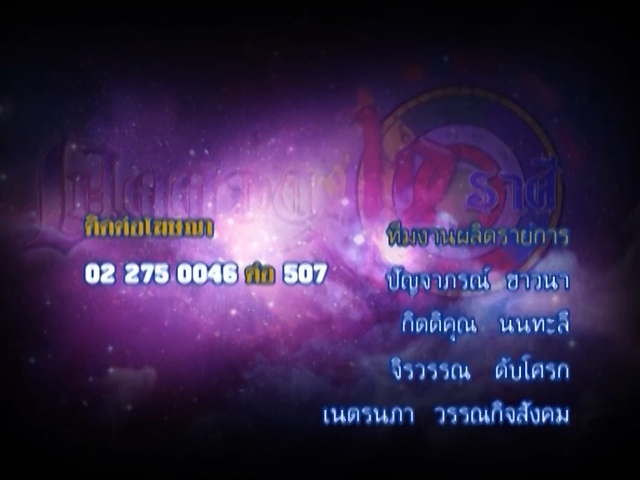 ราศี
ติดต่อโฆษณา
02 275 0046 ต่อ 507
ทีมงานผลิตรายการ
ปัญจาภรณ์ ฮาวนา
กิตติคุณ นนทะลี
จิรวรรณ ดับโศรก
เนตรนภา วรรณกิจสังคม